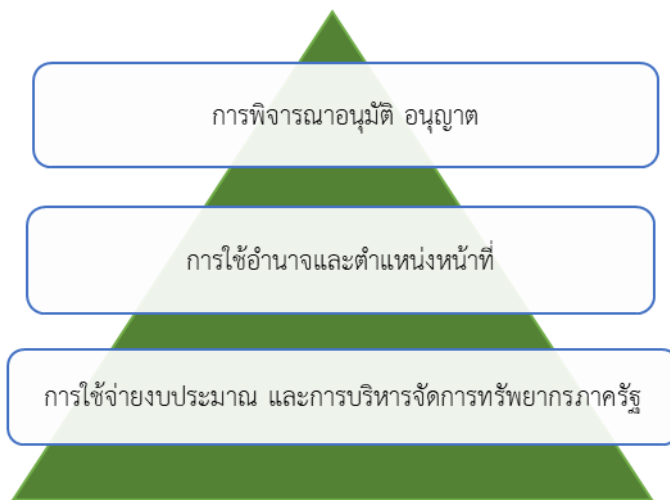 การพิจารณาอนุมัติ อนุญาต
การใช้อำนาจและตำแหน่งหน้าที่
การใช้จ่ายงบประมาณ และการบริหารจัดการทรัพยากรภาครัฐ